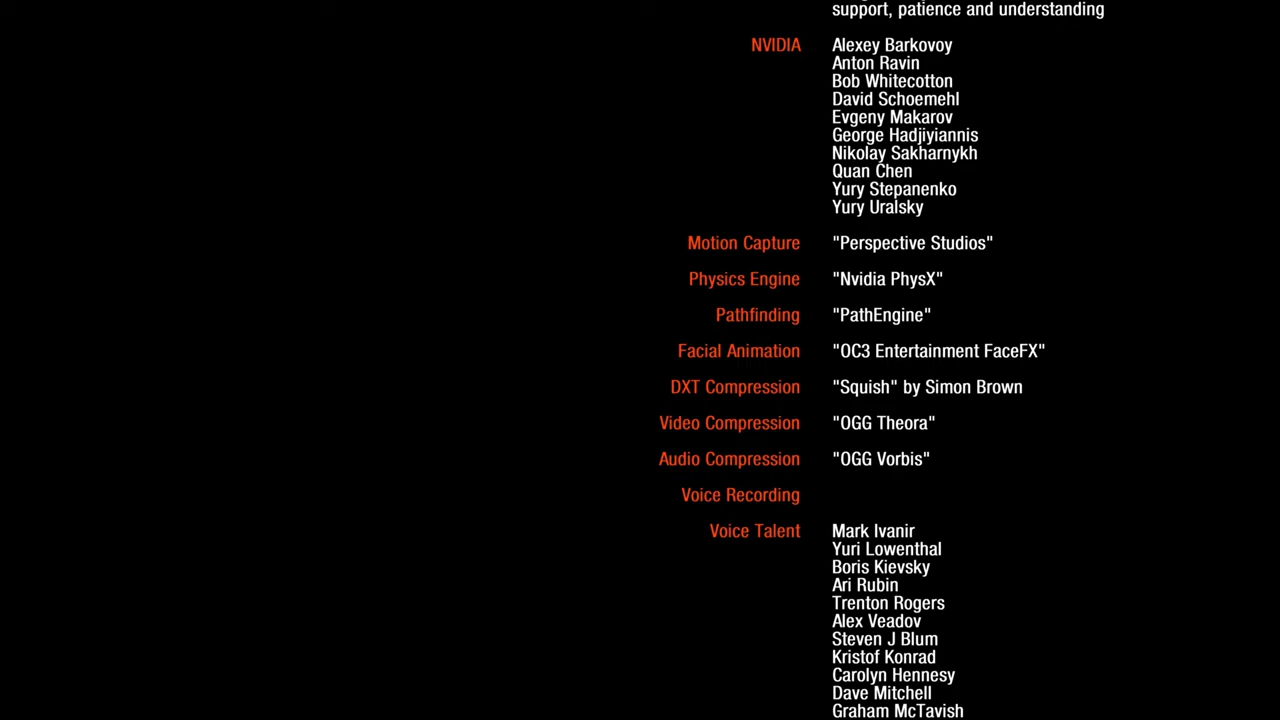 support, patience and understanding
NVIDIA Alexey Barkovoy
Anton Ravin
Bob Whitecotton
David Schoemehl
Evgeny Makarov
George Hadjiyiannis
Nikolay Sakharnykh
Quan Chen
Yury Stepanenko
Yury Uralsky
Motion Capture "Perspective Studios"
Physics Engine "Nvidia PhysX"
Pathfinding "PathEngine"
Facial Animation "OC3 Entertainment FaceFX"
DXT Compression "Squish" by Simon Brown
Video Compression "OGG Theora"
Audio Compression "OGG Vorbis"
Voice Recording
Voice Talent Mark Ivanir
Yuri Lowenthal
Boris Kievsky
Ari Rubin
Trenton Rogers
Alex Veadov
Steven J Blum
Kristof Konrad
Carolyn Hennesy
Dave Mitchell
Graham McTavish